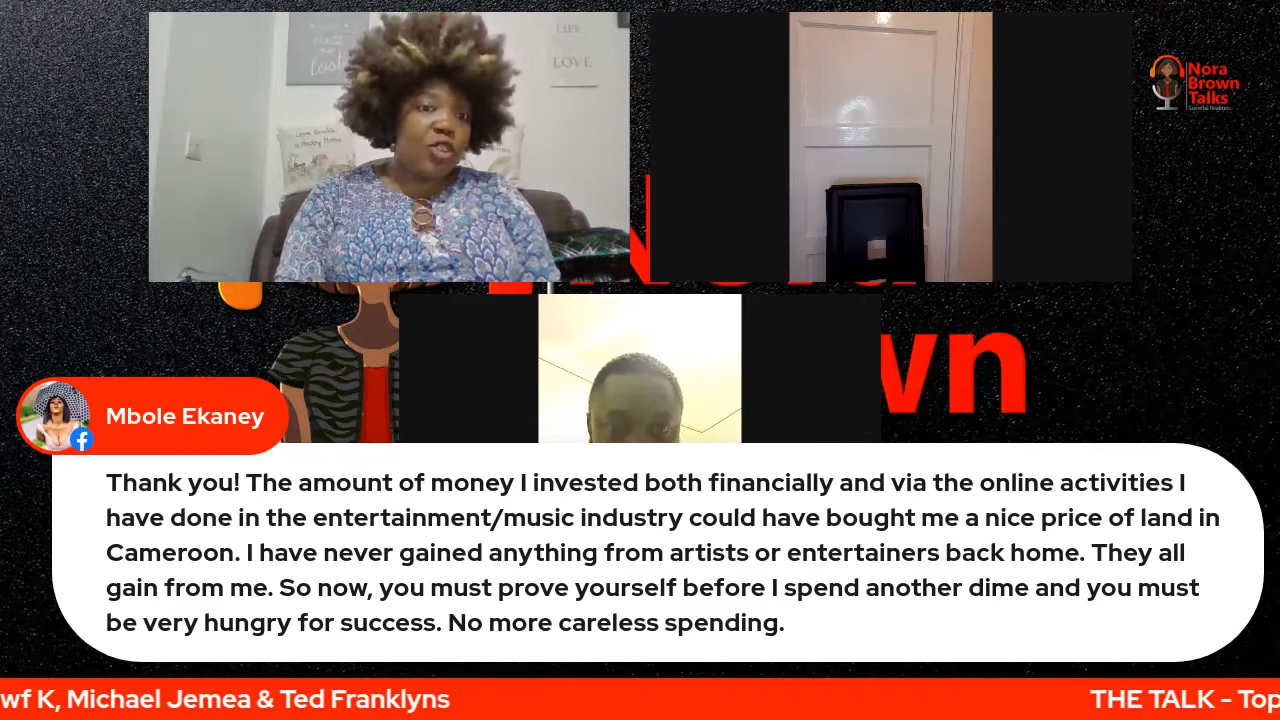 LIFE
LOVE
Nora
Brown
Talks
Societal Realities
Mbole Ekaney
Thank you! The amount of money I invested both financially and via the online activities I
have done in the entertainment/music industry could have bought me a nice price of land in
Cameroon. I have never gained anything from artists or entertainers back home. They all
gain from me. So now, you must prove yourself before I spend another dime and you must
be very hungry for success. No more careless spending.
wf K, Michael Jemea & Ted Franklyns
THE TALK - Top